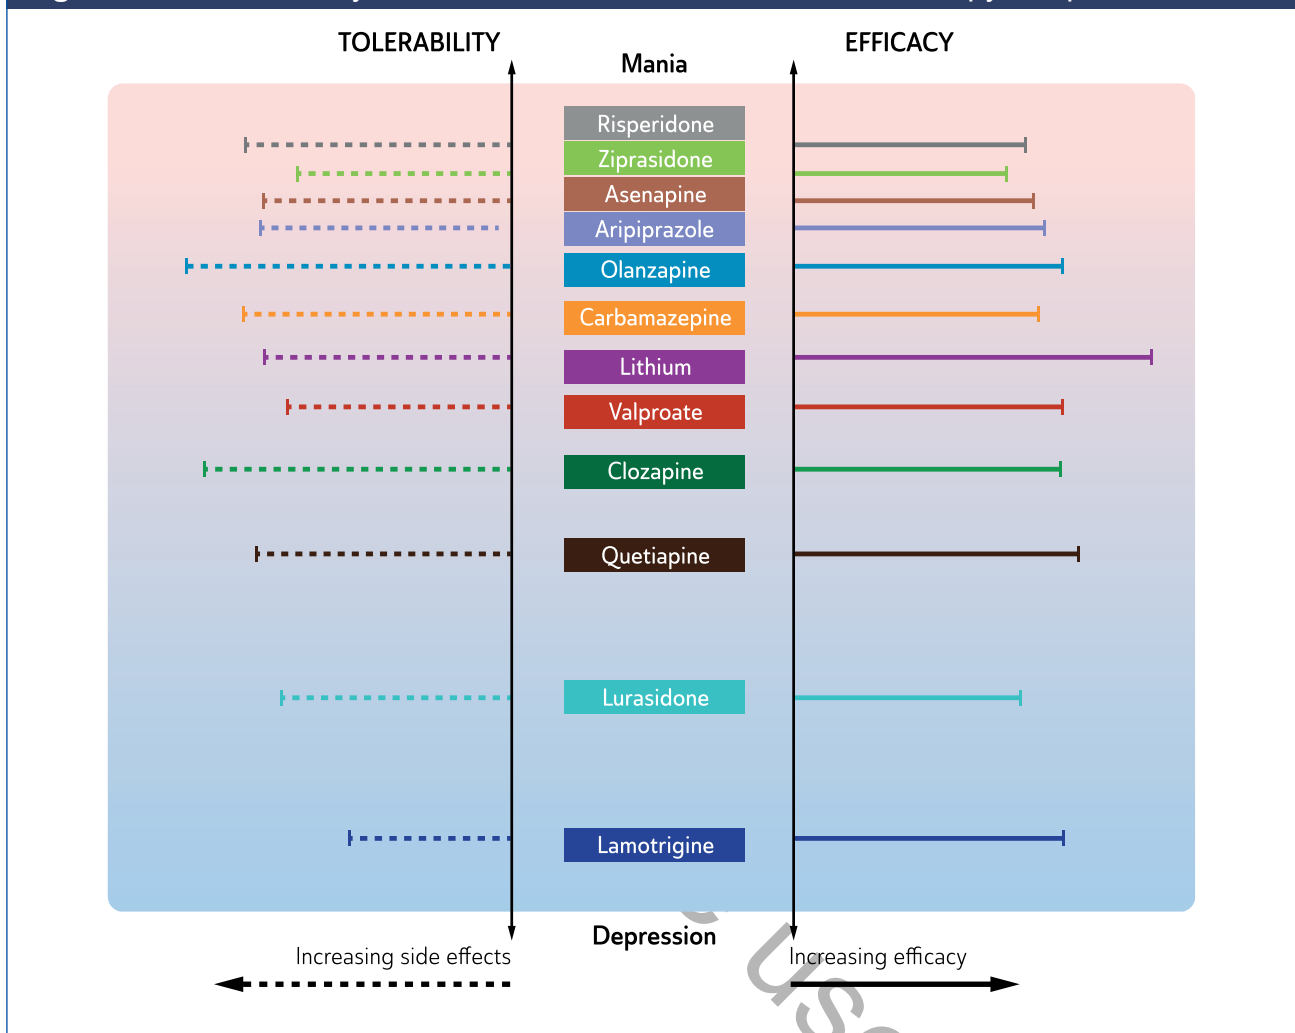 TOLERABILITY
EFFICACY
Mania
Risperidone
Ziprasidone
Asenapine
Aripiprazole
Olanzapine
Carbamazepine
Lithium
Valproate
Clozapine
Quetiapine
Lurasidone
Lamotrigine
Depression
Increasing side effects
Increasing efficacy